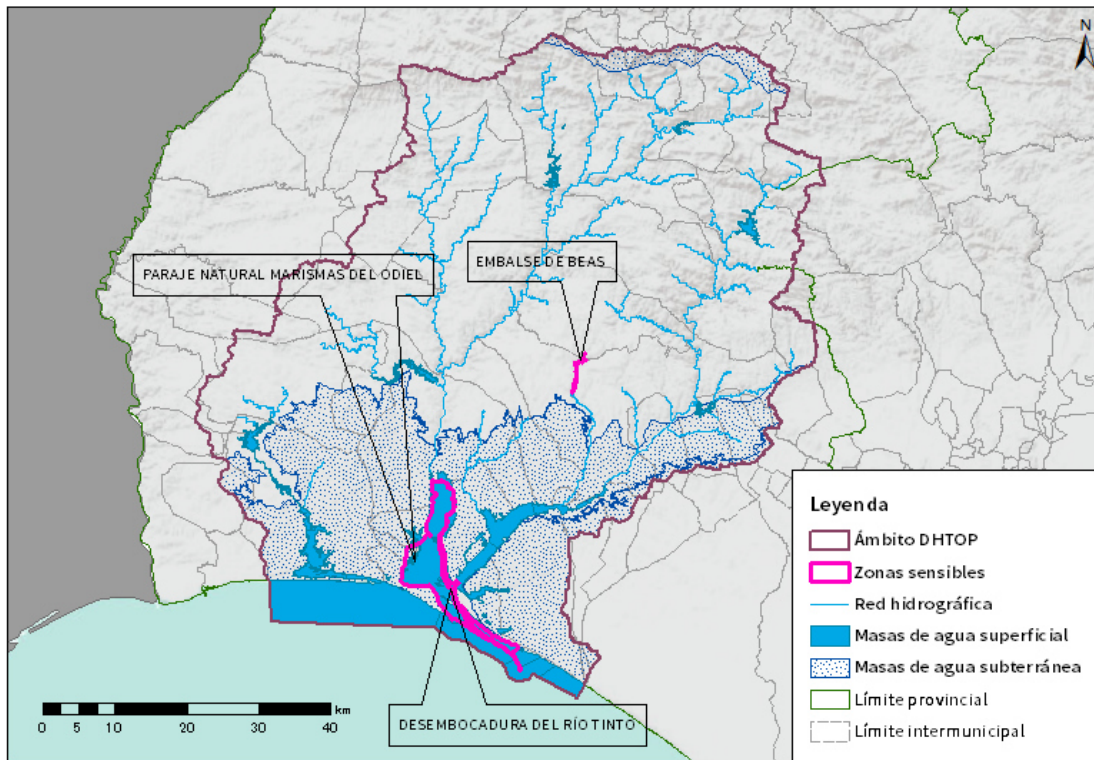 N
PARAJE NATURAL MARISMAS DEL ODIEL
EMBALSE DE BEAS
DESEMBOCADURA DEL RÍO TINTO
km
0 5 10 20 30 40
Leyenda
Ámbito DHTOP
Zonas sensibles
Red hidrográfica
Masas de agua superficial
Masas de agua subterránea
Límite provincial
Límite intermunicipal